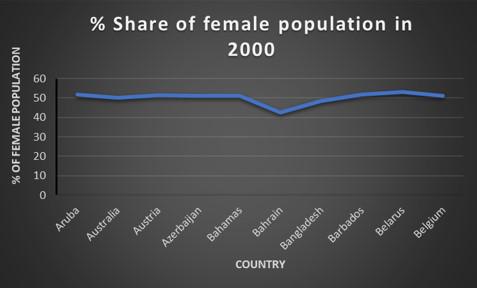 % Share of female population in
2000
% OF FEMALE POPULATION
60
50
40
30
20
10
0
Aruba
Australia
Austria
Azerbaijan
Bahamas
Bahrain
Bangladesh
Barbados
Belarus
Belgium
COUNTRY